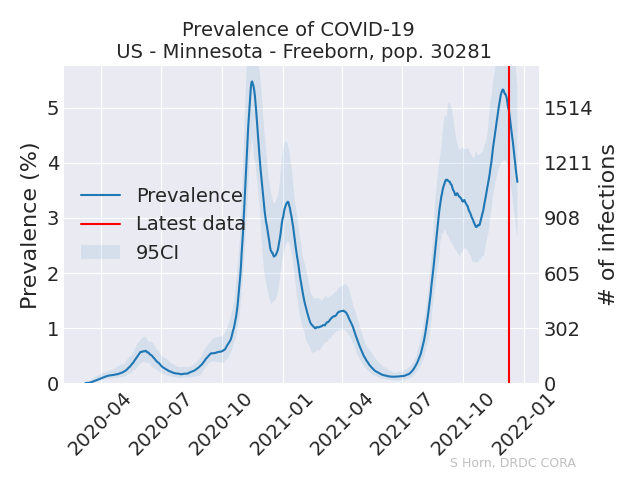 Prevalence of COVID-19
US - Minnesota - Freeborn, pop. 30281
Prevalence (%)
5
4
3
2
1
0
Prevalence
Latest data
95CI
1514
1211
908
605
302
0
# of infections
2020-04
2020-07
2020-10
2021-01
2021-04
2021-07
2021-10
2022-01
S Horn, DRDC CORA